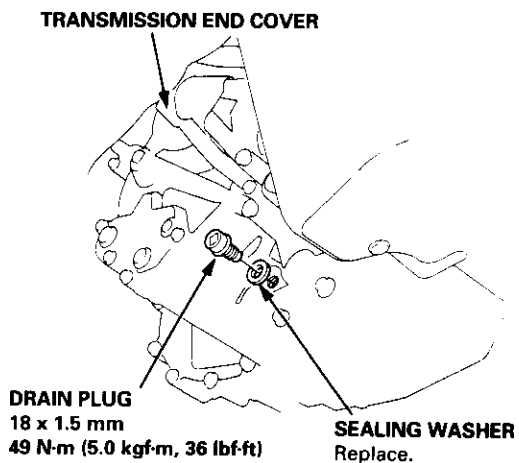 TRANSMISSION END COVER
DRAIN PLUG
18 x 1.5 mm
49 N·m (5.0 kgf·m, 36 lbf·ft)
SEALING WASHER
Replace.